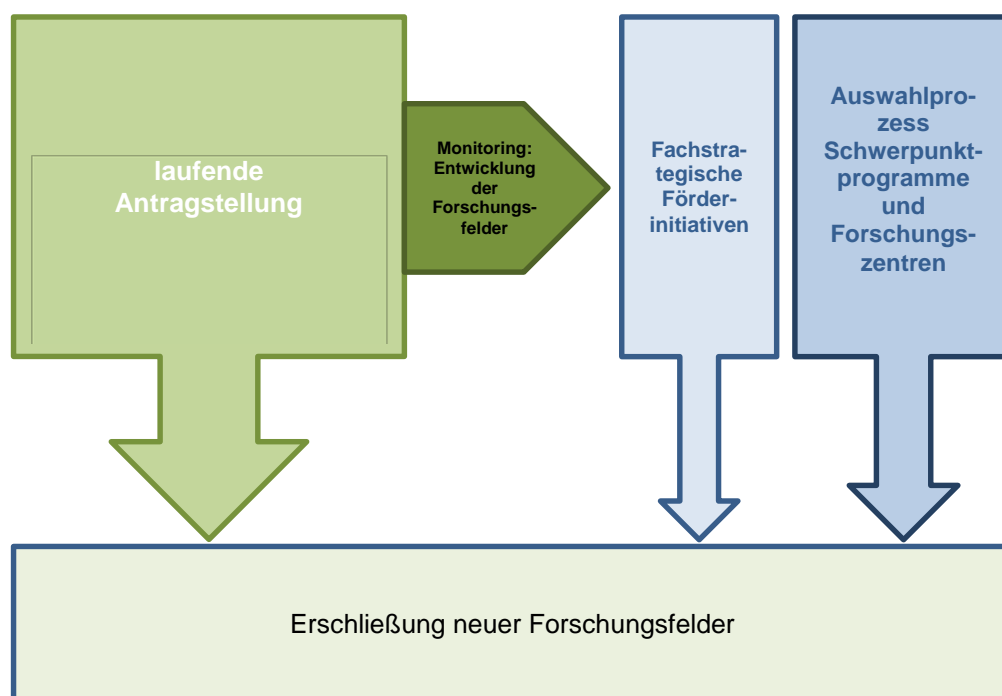 laufende
Antragstellung
Monitoring:
Entwicklung
der
Forschungs-
felder
Fachstra-
tegische
Förder-
initiativen
Auswahlpro-
zess
Schwerpunkt-
programme
und
Forschungs-
zentren
Erschließung neuer Forschungsfelder